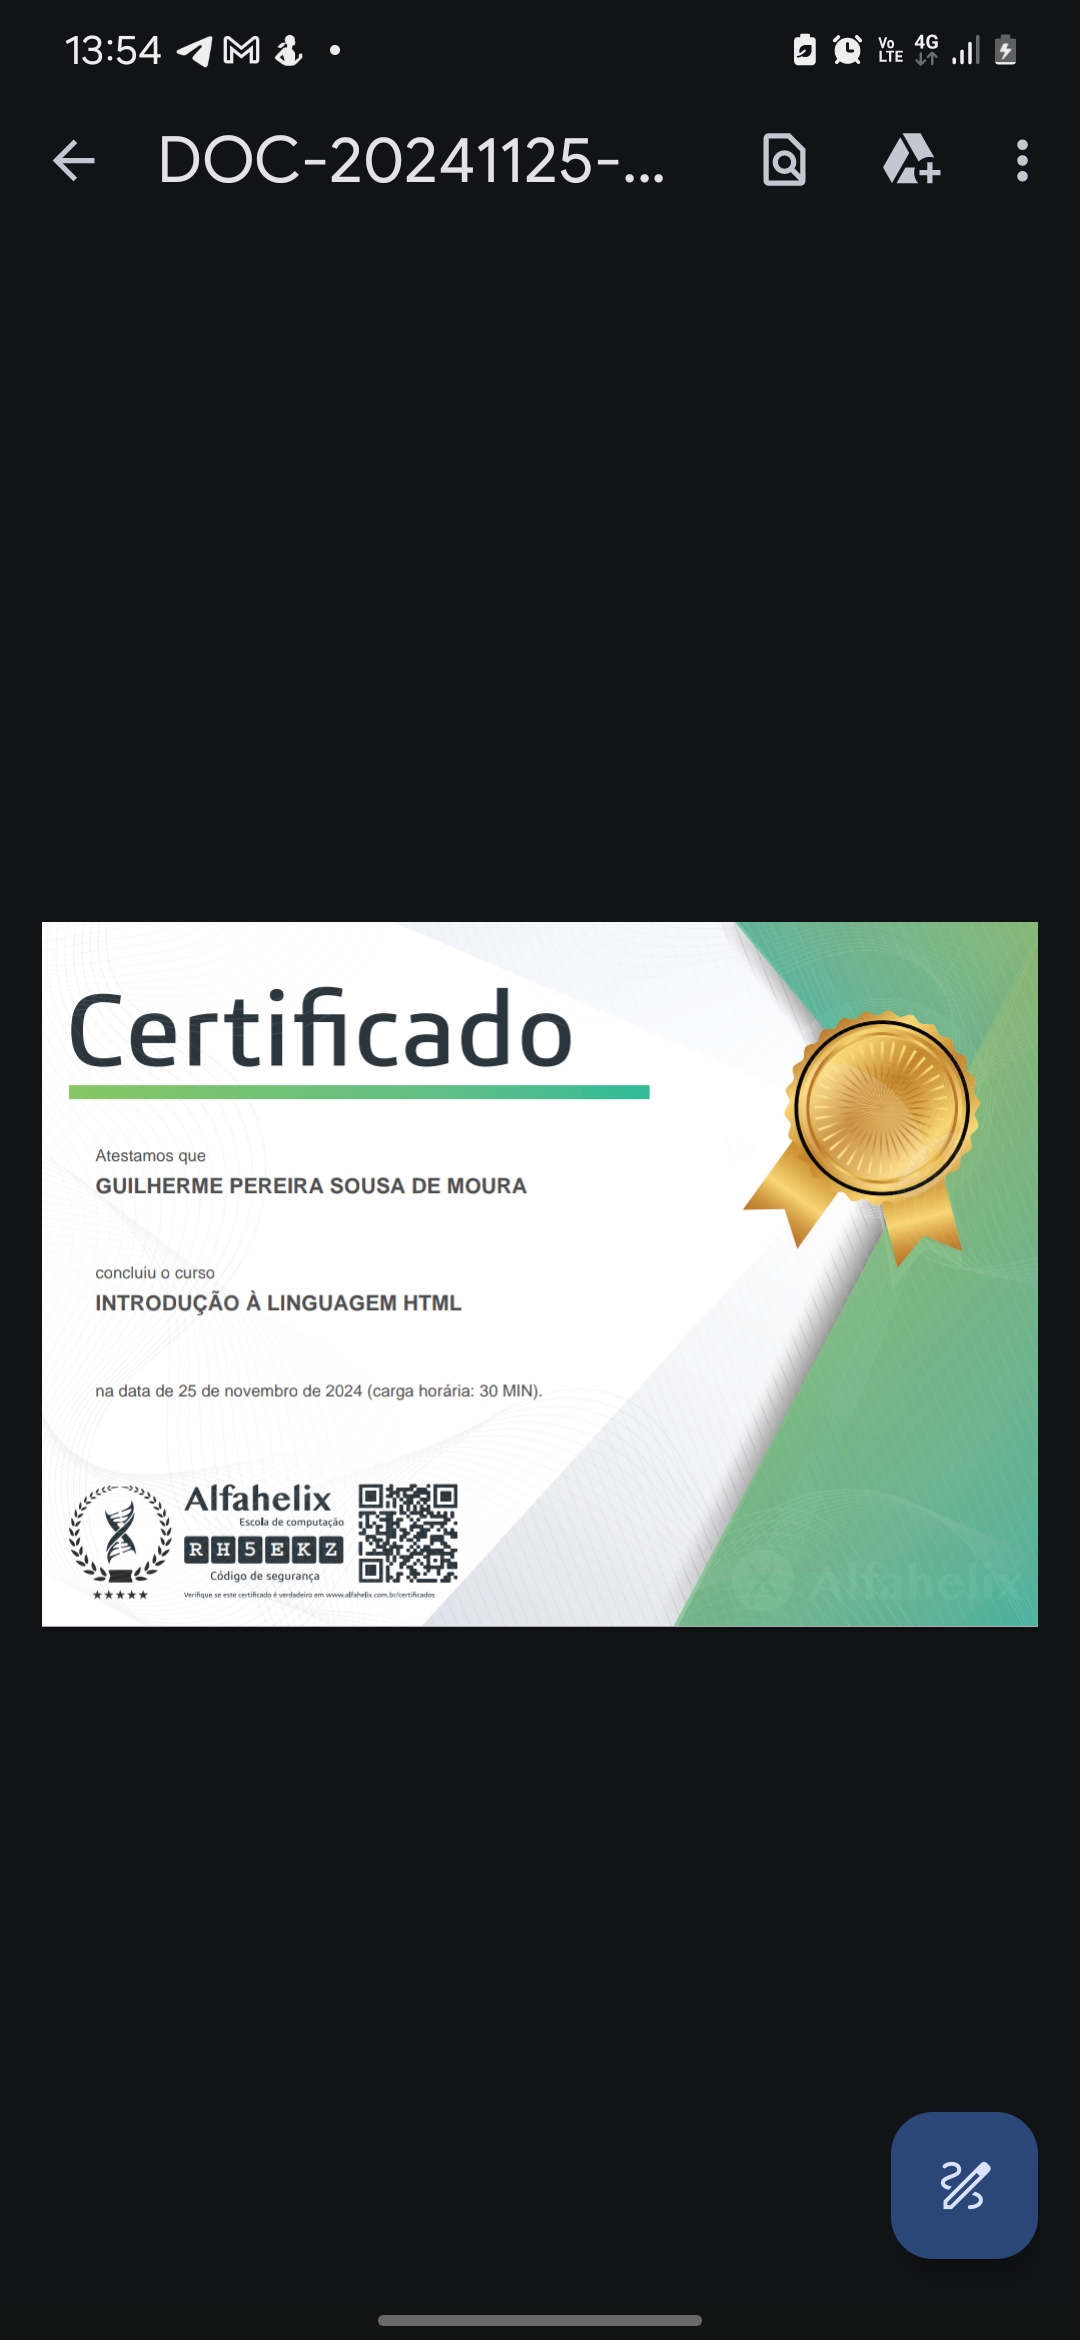 13:54
Vo
LTE
4G
DOC-20241125-...
Certificado
Atestamos que
GUILHERME PEREIRA SOUSA DE MOURA
concluiu o curso
INTRODUÇÃO À LINGUAGEM HTML
na data de 25 de novembro de 2024 (carga horária: 30 MIN).
Alfahelix
Escola de computação
RH5EKZ
Código de segurança
Verifique se este certificado é verdadeiro em www.alfahelix.com.br/certificados